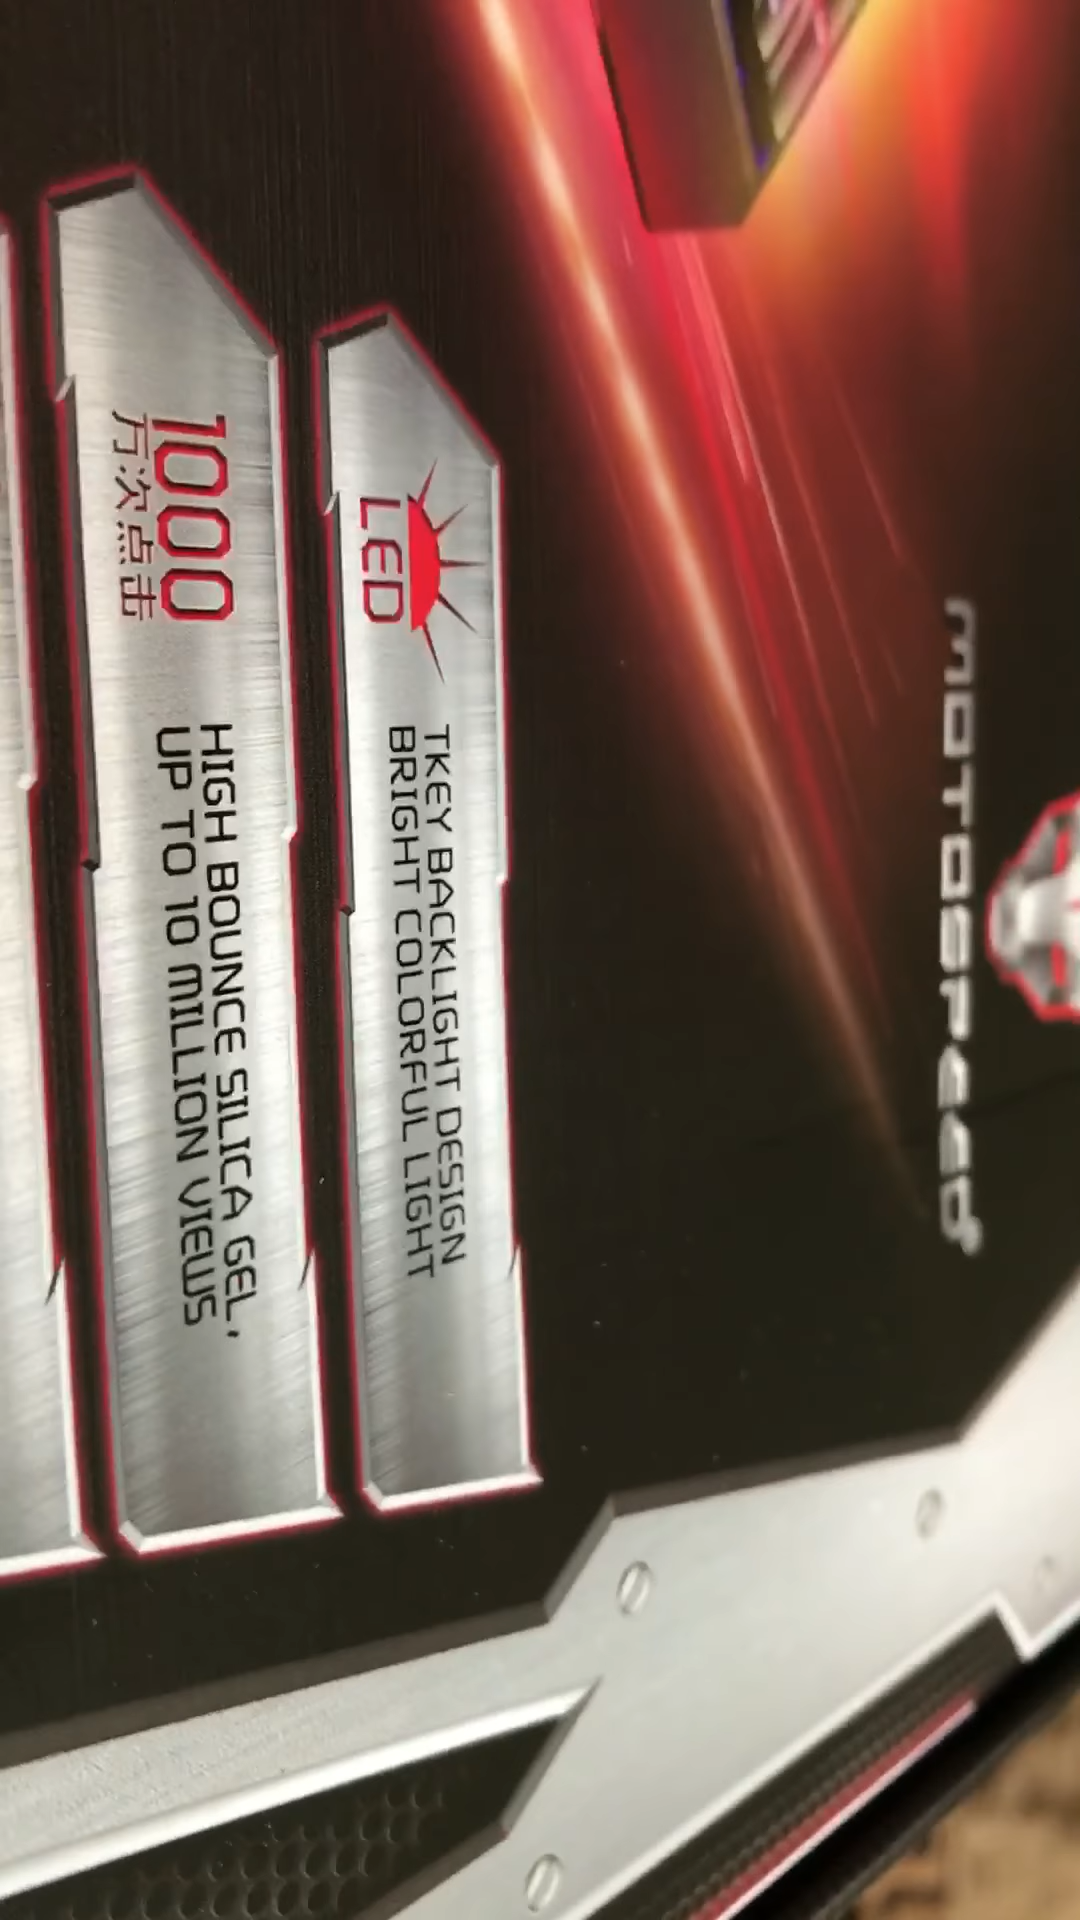 MOTOSPEED
LED
TKEY BACKLIGHT DESIGN
BRIGHT COLORFUL LIGHT
1000
万次点击
HIGH BOUNCE SILICA GEL,
UP TO 10 MILLION VIEWS